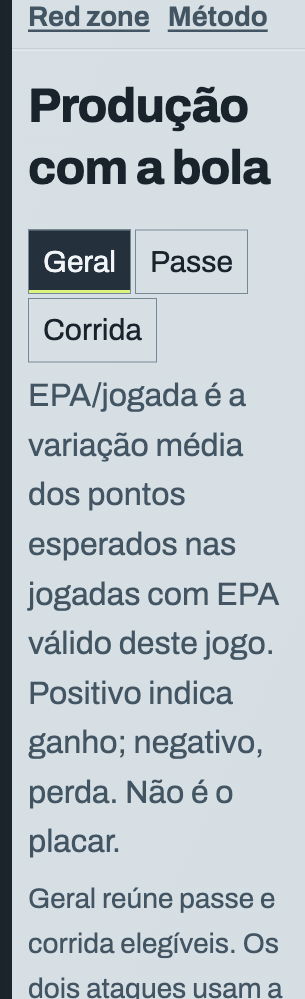 Red zone Método
Produção
com a bola
Geral Passe
Corrida
EPA/jogada é a
variação média
dos pontos
esperados nas
jogadas com EPA
válido deste jogo.
Positivo indica
ganho; negativo,
perda. Não é o
placar.
Geral reúne passe e
corrida elegíveis. Os
dois ataques usam a